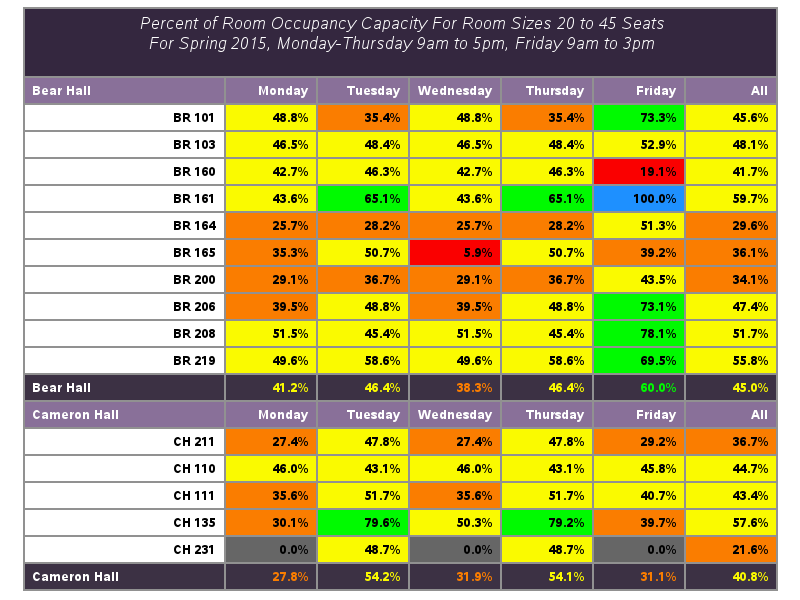 Percent of Room Occupancy Capacity For Room Sizes 20 to 45 Seats
For Spring 2015, Monday-Thursday 9am to 5pm, Friday 9am to 3pm
Bear Hall Monday Tuesday Wednesday Thursday Friday All
BR 101 48.8% 35.4% 48.8% 35.4% 73.3% 45.6%
BR 103 46.5% 48.4% 46.5% 48.4% 52.9% 48.1%
BR 160 42.7% 46.3% 42.7% 46.3% 19.1% 41.7%
BR 161 43.6% 65.1% 43.6% 65.1% 100.0% 59.7%
BR 164 25.7% 28.2% 25.7% 28.2% 51.3% 29.6%
BR 165 35.3% 50.7% 5.9% 50.7% 39.2% 36.1%
BR 200 29.1% 36.7% 29.1% 36.7% 43.5% 34.1%
BR 206 39.5% 48.8% 39.5% 48.8% 73.1% 47.4%
BR 208 51.5% 45.4% 51.5% 45.4% 78.1% 51.7%
BR 219 49.6% 58.6% 49.6% 58.6% 69.5% 55.8%
Bear Hall 41.2% 46.4% 38.3% 46.4% 60.0% 45.0%
Cameron Hall Monday Tuesday Wednesday Thursday Friday All
CH 211 27.4% 47.8% 27.4% 47.8% 29.2% 36.7%
CH 110 46.0% 43.1% 46.0% 43.1% 45.8% 44.7%
CH 111 35.6% 51.7% 35.6% 51.7% 40.7% 43.4%
CH 135 30.1% 79.6% 50.3% 79.2% 39.7% 57.6%
CH 231 0.0% 48.7% 0.0% 48.7% 0.0% 21.6%
Cameron Hall 27.8% 54.2% 31.9% 54.1% 31.1% 40.8%